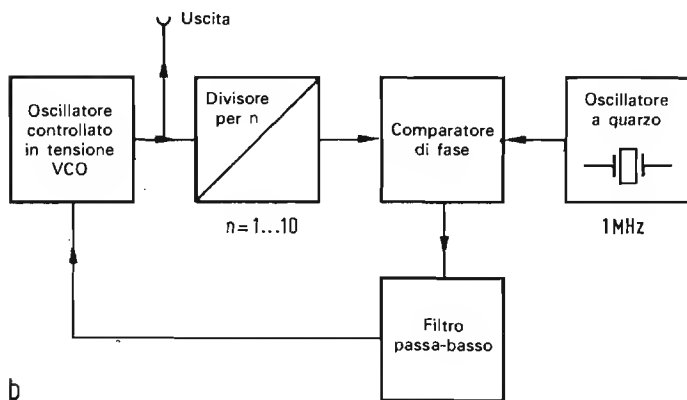 Uscita
Oscillatore
controllato
in tensione
VCO
Divisore
per n
Comparatore
di fase
Oscillatore
a quarzo
n=1...10
1MHz
Filtro
passa-basso
b